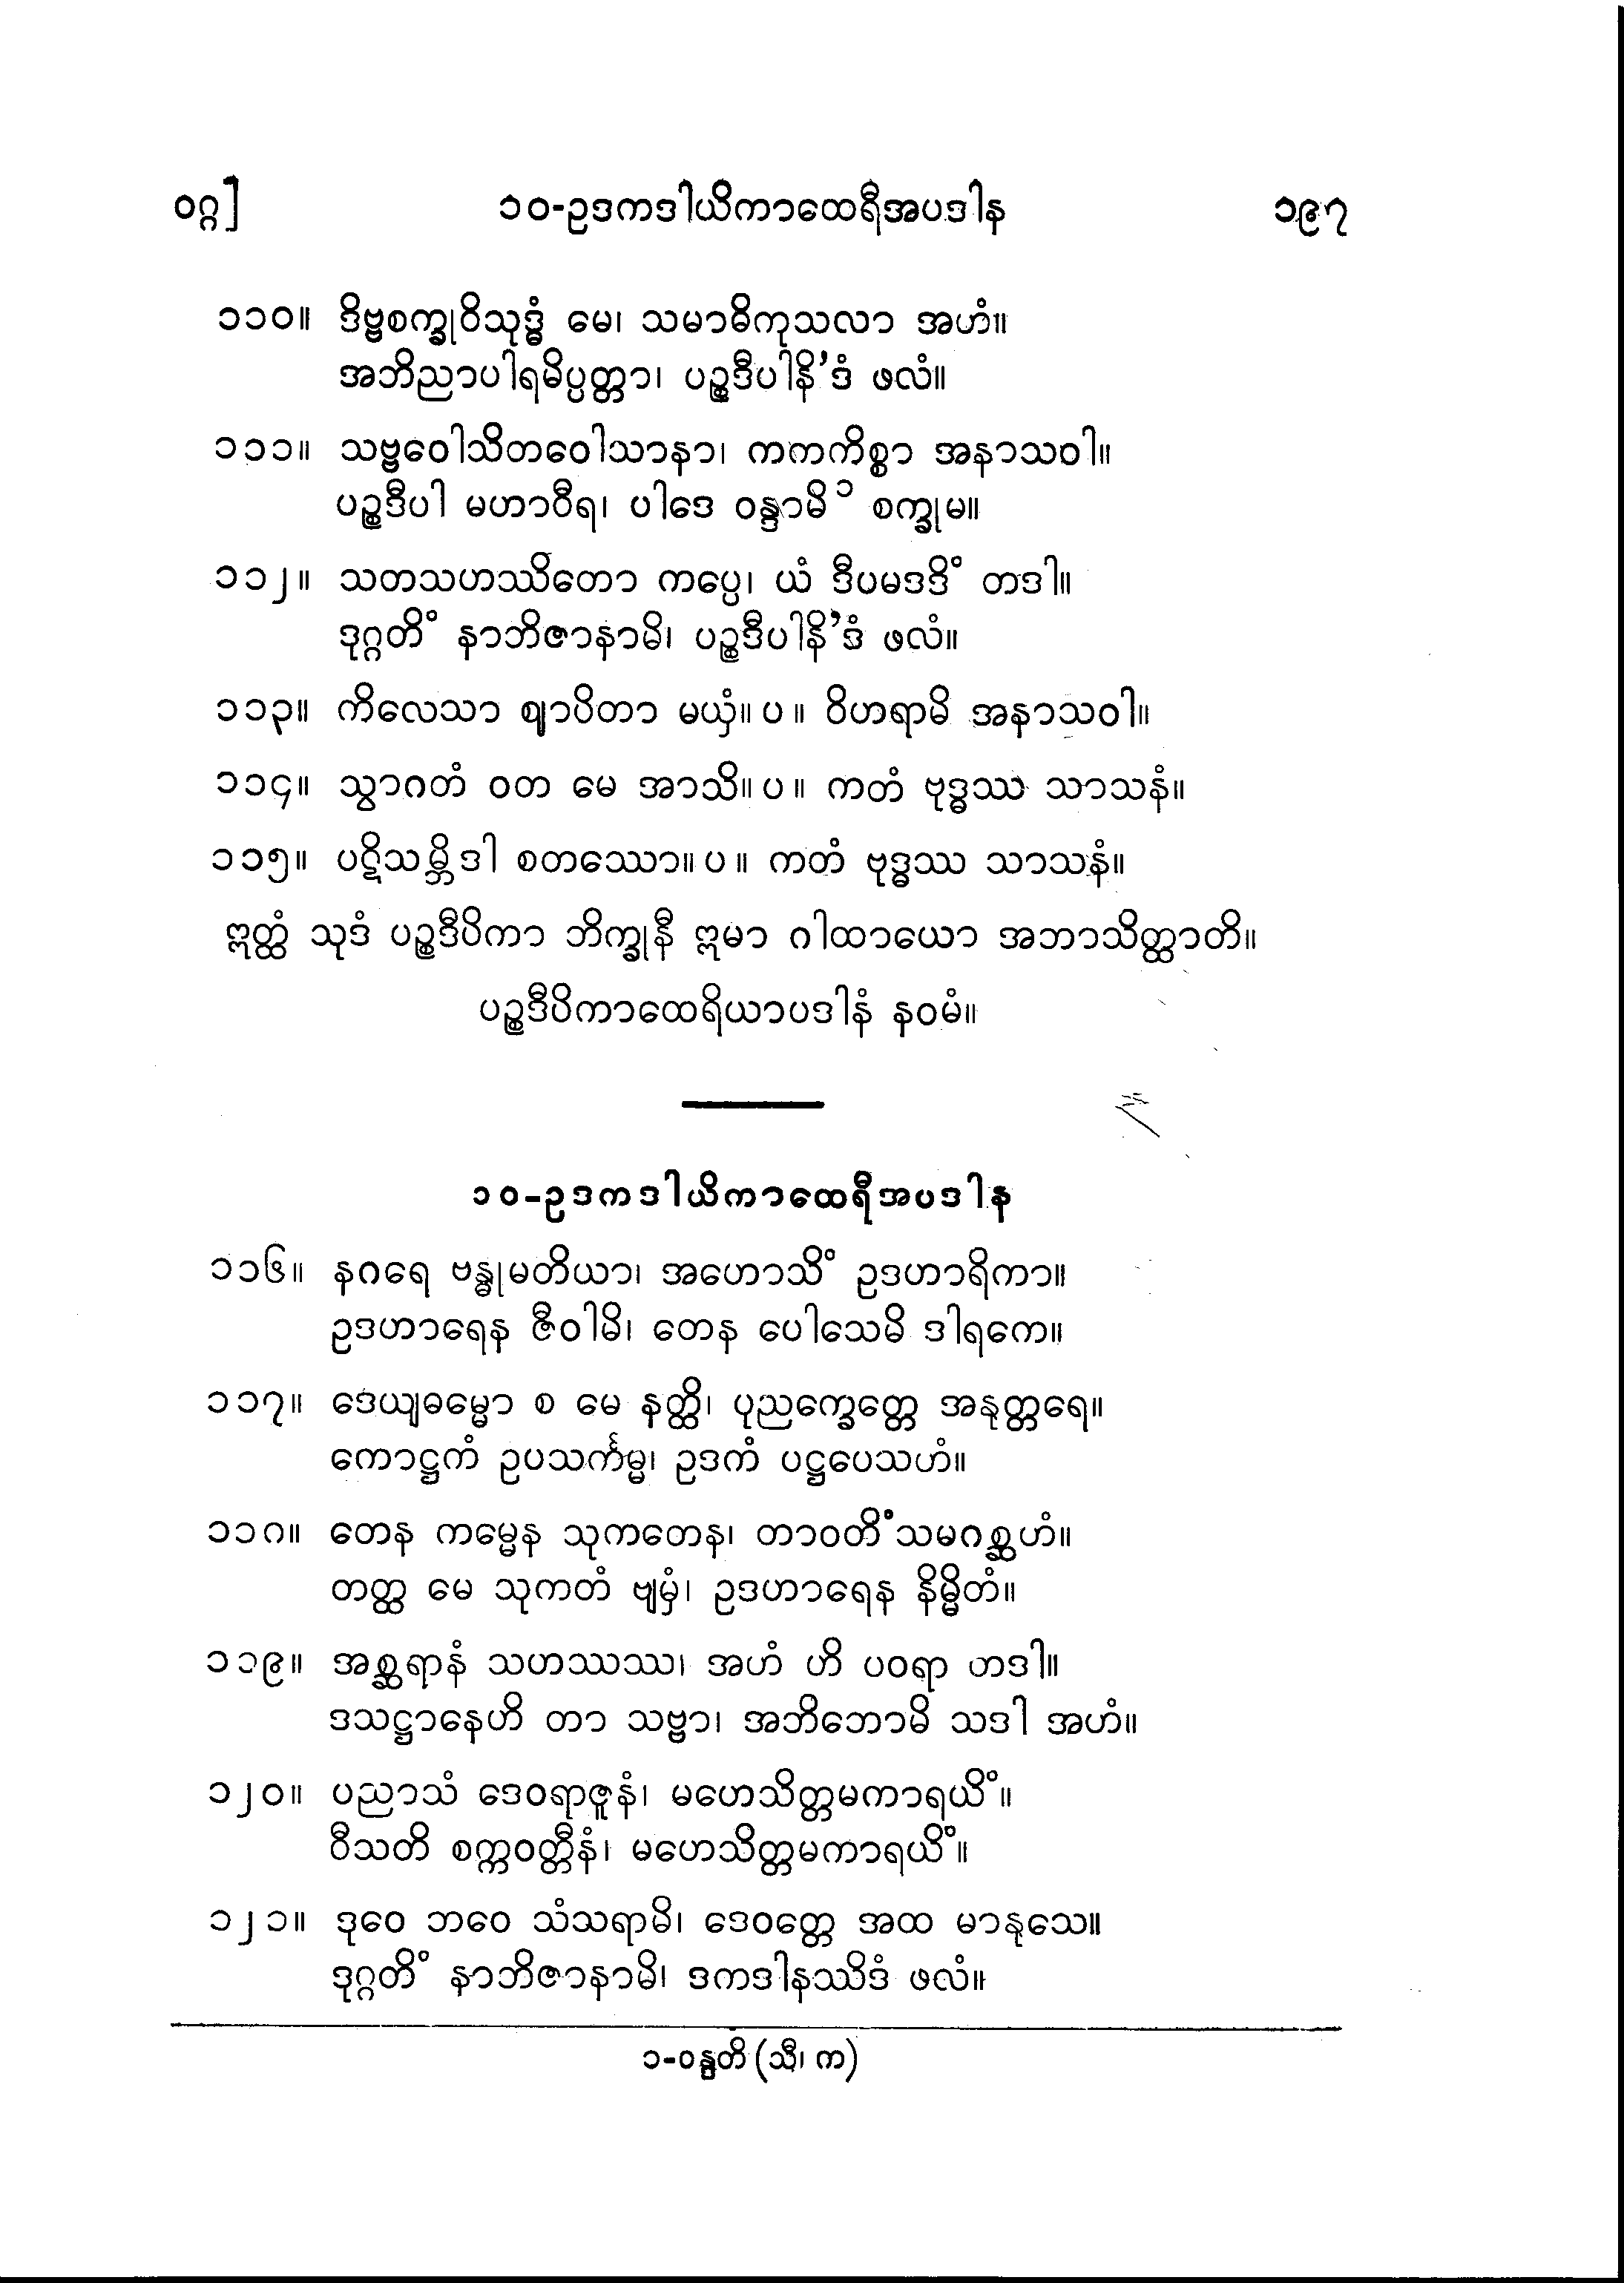 ဝဂ္ဂ] ၁၀-ဥဒကဒါယိကာထေရီအပဒါန ၁၉၇
၁၁၀။ ဒိဗ္ဗစက္ခုဝိသုဒ္ဓံ မေ၊ သမာဓိကုသလာ အဟံ။
အဘိညာပါရမိပ္ပတ္တာ၊ ပဉ္စဒီပါနိ’ဒံ ဖလံ။
၁၁၁။ သဗ္ဗဝေါသိတဝေါသာနာ၊ ကကကိစ္စာ အနာသဝါ။
ပဉ္စဒီပါ မဟာဝီရ၊ ပါဒေ ဝန္ဒာမိ ၁ စက္ခုမ။
၁၁၂။ သတသဟဿိတော ကပ္ပေ၊ ယံ ဒီပမဒဒိံ တဒါ။
ဒုဂ္ဂတိံ နာဘိဇာနာမိ၊ ပဉ္စဒီပါနိ’ဒံ ဖလံ။
၁၁၃။ ကိလေသာ ဈာပိတာ မယှံ။ ပ။ ဝိဟရာမိ အနာသဝါ။
၁၁၄။ သွာဂတံ ဝတ မေ အာသိ။ ပ။ ကတံ ဗုဒ္ဓဿ သာသနံ။
၁၁၅။ ပဋိသမ္ဘိဒါ စတဿော။ ပ။ ကတံ ဗုဒ္ဓဿ သာသနံ။
ဣတ္ထံ သုဒံ ပဉ္စဒီပိကာ ဘိက္ခုနီ ဣမာ ဂါထာယော အဘာသိတ္ထာတိ။
ပဉ္စဒီပိကာထေရိယာပဒါနံ နဝမံ။
၁၀-ဥဒကဒါယိကာထေရီအပဒါန
၁၁၆။ နဂရေ ဗန္ဓုမတိယာ၊ အဟောသိံ ဥဒဟာရိကာ။
ဥဒဟာရေန ဇီဝါမိ၊ တေန ပေါသေမိ ဒါရကေ။
၁၁၇။ ဒေယျဓမ္မော စ မေ နတ္ထိ၊ ပုညက္ခေတ္တေ အနုတ္တရေ။
ကောဋ္ဌကံ ဥပသင်္ကမ္မ၊ ဥဒကံ ပဋ္ဌပေသဟံ။
၁၁၈။ တေန ကမ္မေန သုကတေန၊ တာဝတိံသမဂစ္ဆဟံ။
တတ္ထ မေ သုကတံ ဗျမှံ၊ ဥဒဟာရေန နိမ္မိတံ။
၁၁၉။ အစ္ဆရာနံ သဟဿဿ၊ အဟံ ဟိ ပဝရာ တဒါ။
ဒသဋ္ဌာနေဟိ တာ သဗ္ဗာ၊ အဘိဘောမိ သဒါ အဟံ။
၁၂၀။ ပညာသံ ဒေဝရာဇူနံ၊ မဟေသိတ္တမကာရယိံ။
ဝီသတိ စက္ကဝတ္တီနံ၊ မဟေသိတ္တမကာရယိံ။
၁၂၁။ ဒုဝေ ဘဝေ သံသရာမိ၊ ဒေဝတ္တေ အထ မာနုသေ။
ဒုဂ္ဂတိံ နာဘိဇာနာမိ၊ ဒကဒါနဿိဒံ ဖလံ။
၁-ဝန္ဒတိ (သီ၊ က)